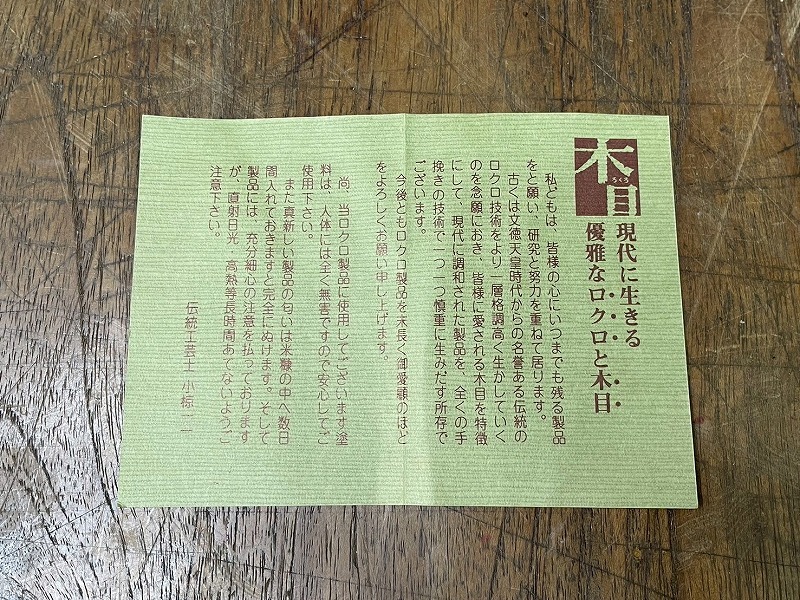 木目
ろくろ
現代に生きる
優雅なロクロと木目
私どもは、皆様の心にいつまでも残る製品
をと願い、研究と努力を重ねて居ります。
古くは文徳天皇時代からの名誉ある伝統の
ロクロ技術をより一層格調高く生かしていく
のを念願におき、皆様に愛される木目を特徴
にして、現代に調和された製品を、全くの手
挽きの技術で一つ一つ慎重に生みだす所存で
ございます。
今後ともロクロ製品を末長く御愛顧のほど
をよろしくお願い申し上げます。
尚、当ロクロ製品に使用してございます塗
料は、人体には全く無害ですので安心してご
使用下さい。
また真新しい製品の匂いは米糠の中へ数日
間入れておきますと完全にぬけます。そして
製品には、充分細心の注意を払っております
が、直射日光、高熱等長時間あてないようご
注意下さい。
伝統工芸士 小椋